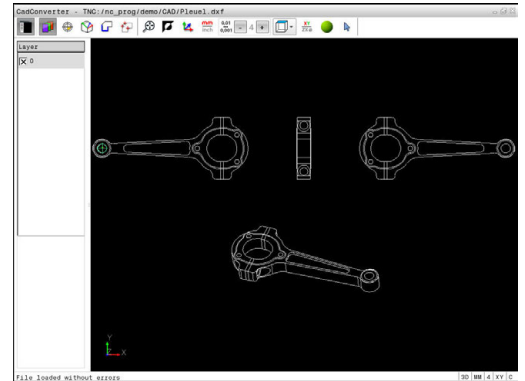 CadConverter - TNC:/nc_prog/demo/CAD/Pleuel.dxf
mm
inch
0,01
0,001
- 4 +
XY
ZX∅
Layer
0
Y
Z
X
File loaded without errors
3D MM 4 XY C